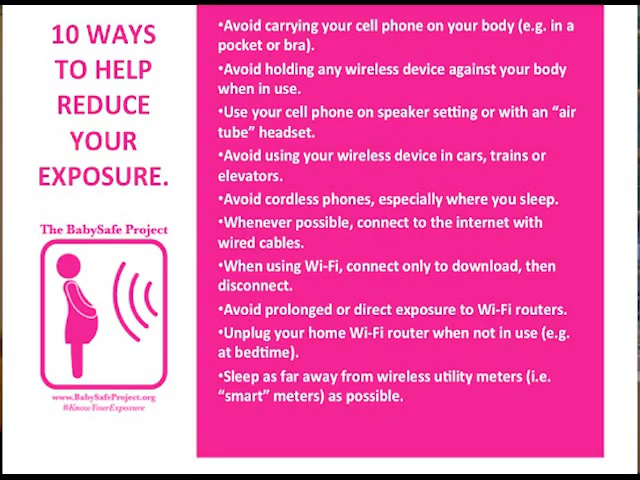 10 WAYS
TO HELP
REDUCE
YOUR
EXPOSURE.
The BabySafe Project
www.BabySafeProject.org
#KnowYourExposure
•Avoid carrying your cell phone on your body (e.g. in a
pocket or bra).
•Avoid holding any wireless device against your body
when in use.
•Use your cell phone on speaker setting or with an “air
tube” headset.
•Avoid using your wireless device in cars, trains or
elevators.
•Avoid cordless phones, especially where you sleep.
•Whenever possible, connect to the internet with
wired cables.
•When using Wi-Fi, connect only to download, then
disconnect.
•Avoid prolonged or direct exposure to Wi-Fi routers.
•Unplug your home Wi-Fi router when not in use (e.g.
at bedtime).
•Sleep as far away from wireless utility meters (i.e.
“smart” meters) as possible.